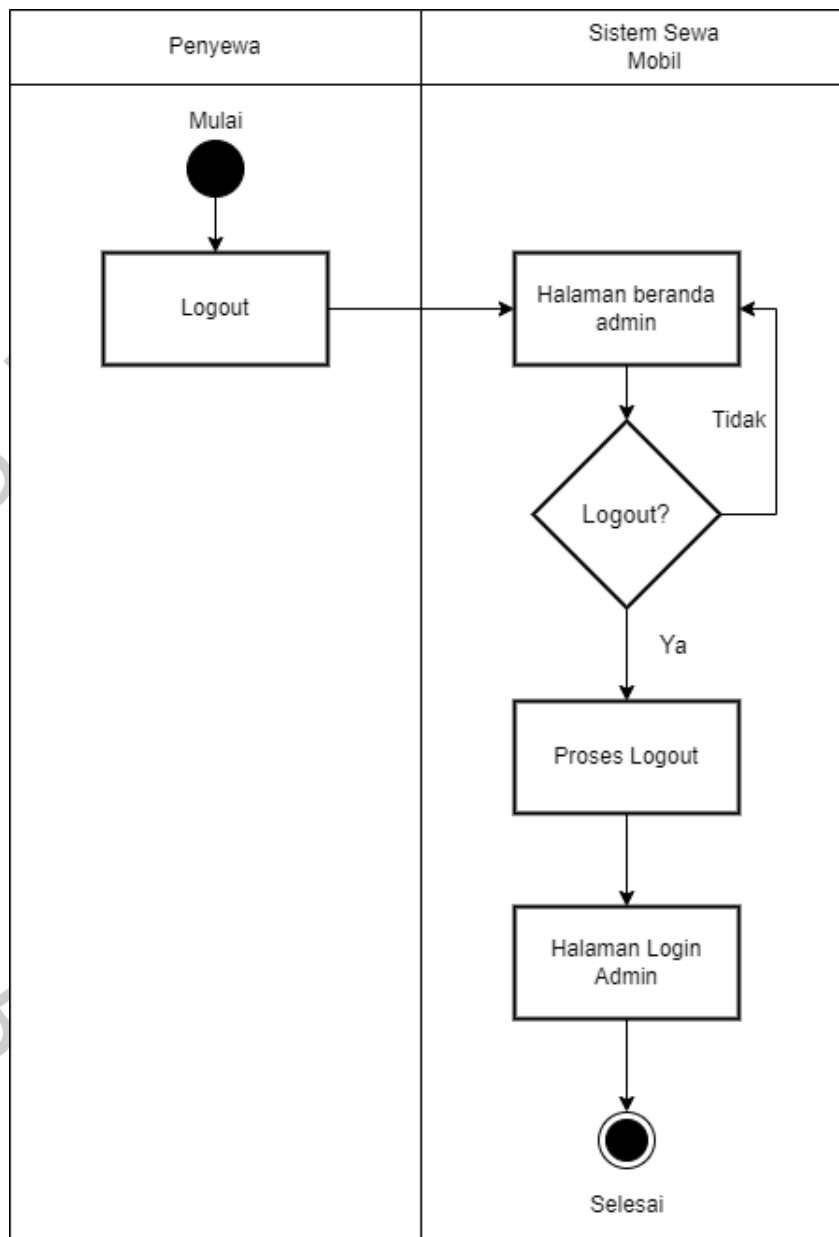 Penyewa
Sistem Sewa
Mobil
Mulai
Logout
Halaman beranda
admin
Tidak
Logout?
Ya
Proses Logout
Halaman Login
Admin
Selesai